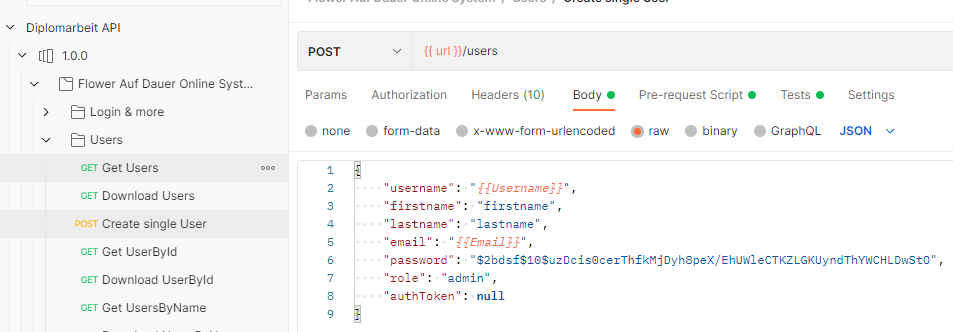 Flower Auf Dauer Online System / Users / Create single User
Diplomarbeit API
1.0.0
Flower Auf Dauer Online Syst...
Login & more
Users
GET Get Users
GET Download Users
POST Create single User
GET Get UserById
GET Download UserById
GET Get UsersByName
POST
{{ url }}/users
Params Authorization Headers (10) Body Pre-request Script Tests Settings
none form-data x-www-form-urlencoded raw binary GraphQL JSON
1 {
2 "username": "{{Username}}",
3 "firstname": "firstname",
4 "lastname": "lastname",
5 "email": "{{Email}}",
6 "password": "$2bdsf$10$uzDcis0cerThfkMjDyh8peX/EhUWleCTKZLGKUyndThYWCHLDwStO",
7 "role": "admin",
8 "authToken": null
9 }